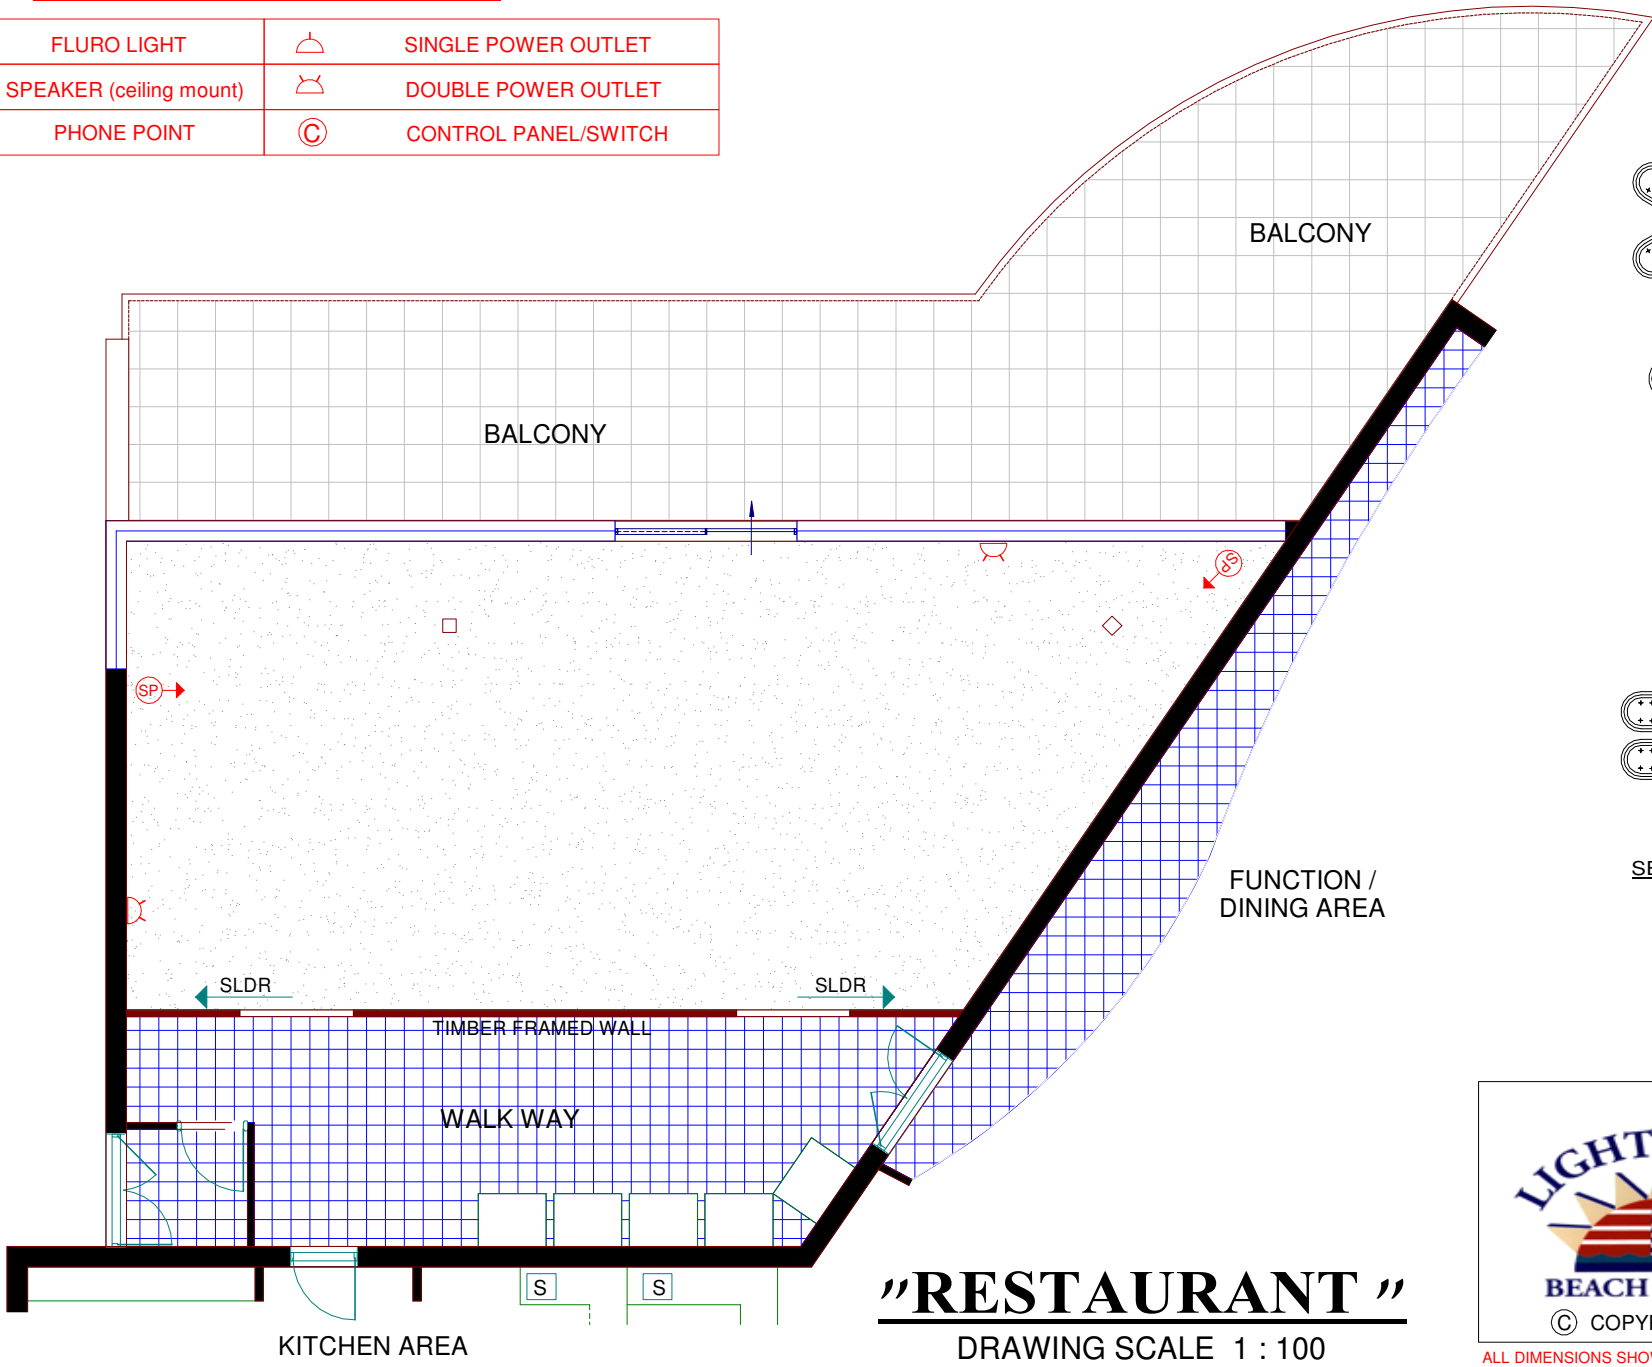 FLURO LIGHT
SINGLE POWER OUTLET
SPEAKER (ceiling mount)
DOUBLE POWER OUTLET
PHONE POINT
C
CONTROL PANEL/SWITCH
BALCONY
BALCONY
SP
SP
FUNCTION /
DINING AREA
SLDR
SLDR
TIMBER FRAMED WALL
WALK WAY
S
S
KITCHEN AREA
"RESTAURANT "
DRAWING SCALE 1 : 100
BEACH
C
ALL DIMENSIONS